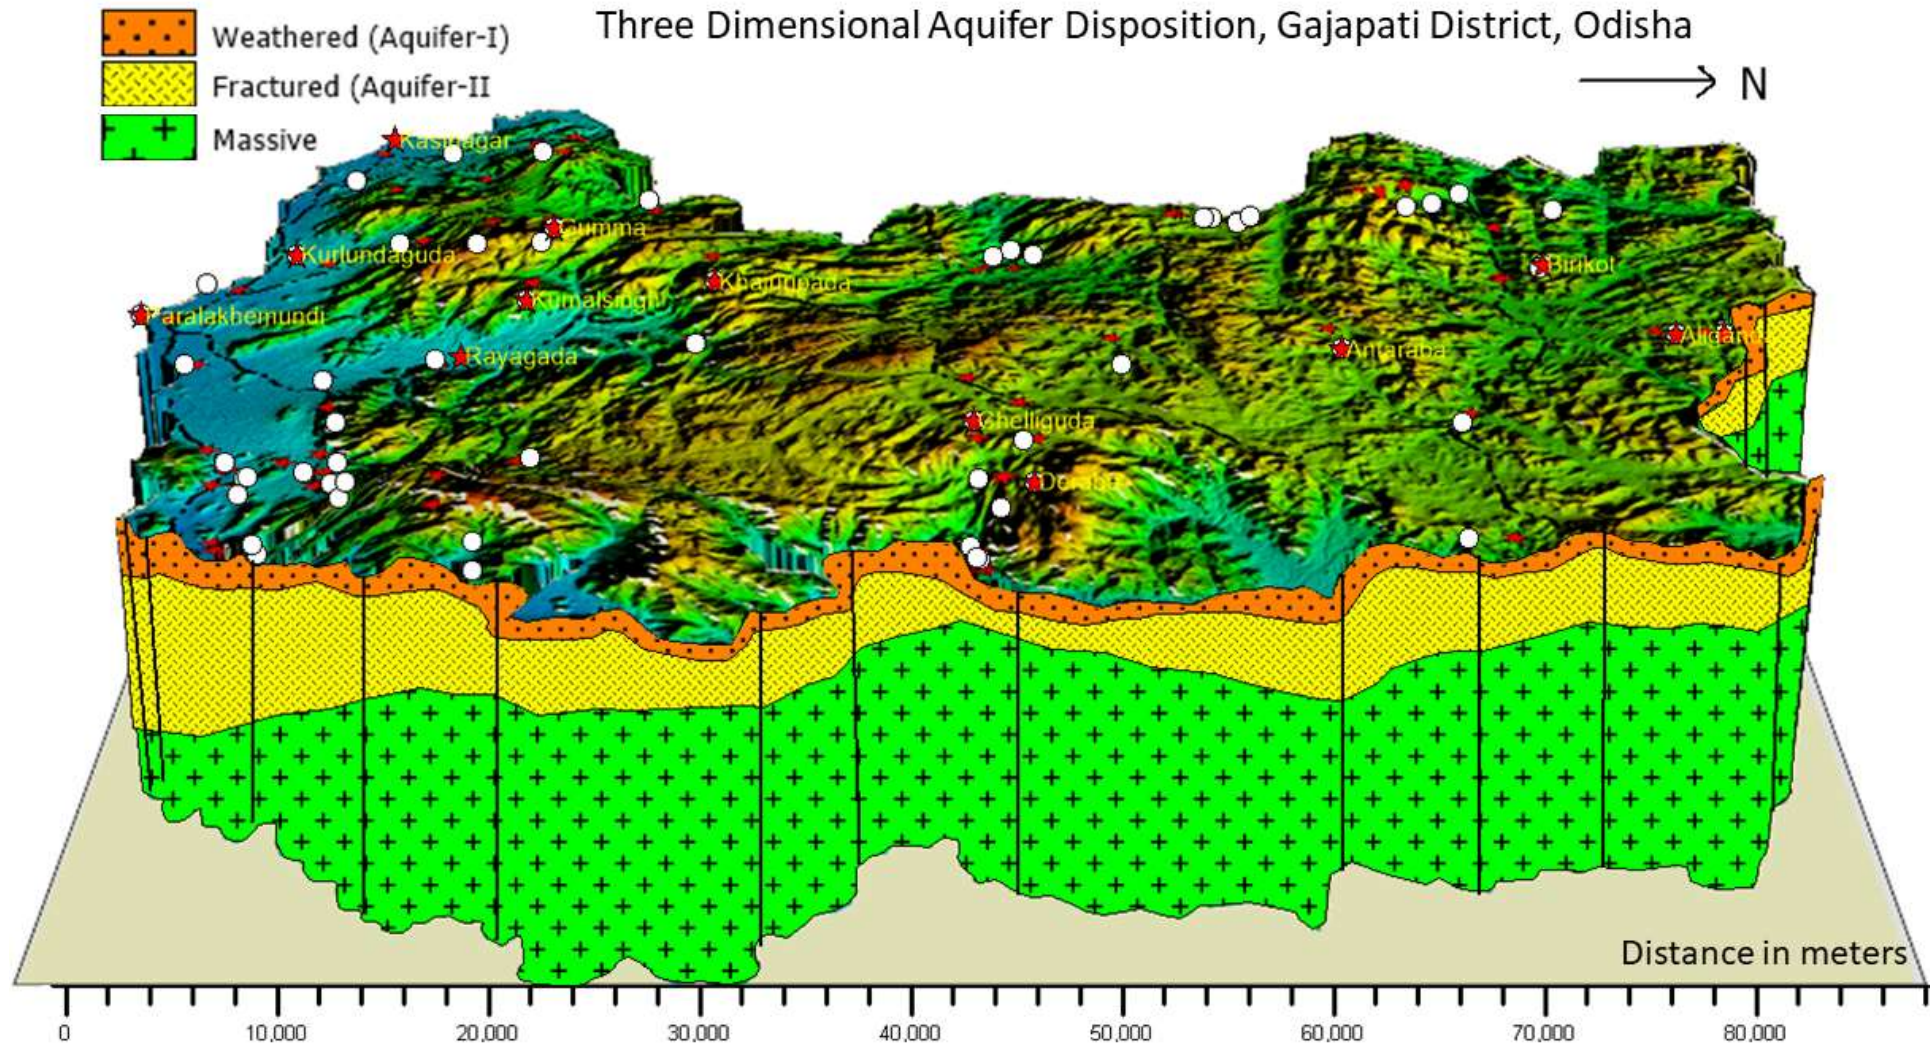 Three Dimensional Aquifer Disposition, Gajapati District, Odisha
Weathered (Aquifer-I)
Fractured (Aquifer-II
Massive
N
Kasinagar
Gumma
Kurlundaguda
Khajuripada
Kumalsingi
Paralakhemundi
Rayagada
Birikot
Antaraba
Chelliguda
Distance in meters
0 10,000 20,000 30,000 40,000 50,000 60,000 70,000 80,000